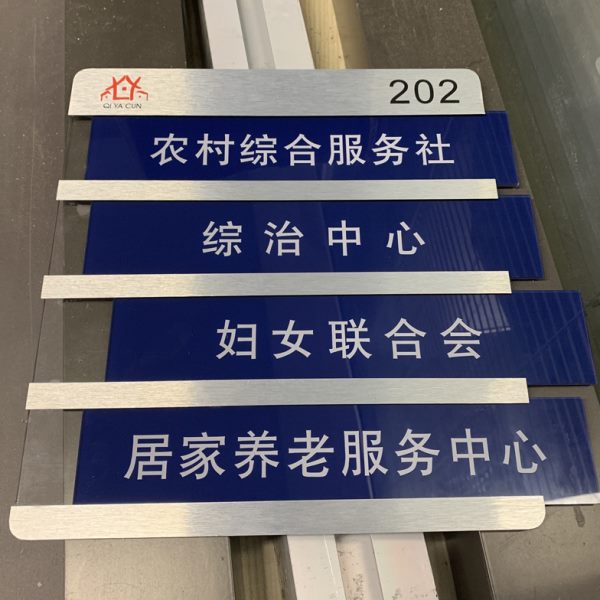 QI YA CUN
202
农村综合服务社
综治中心
妇女联合会
居家养老服务中心